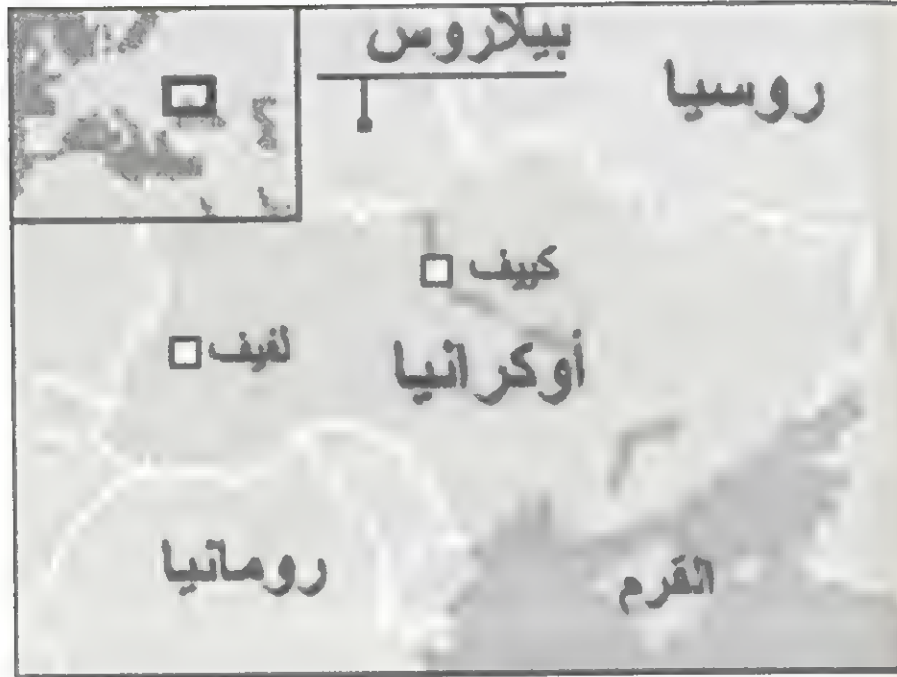 بيلاروس
روسيا
كييف
لفيف
أوكرانيا
رومانيا
القرم